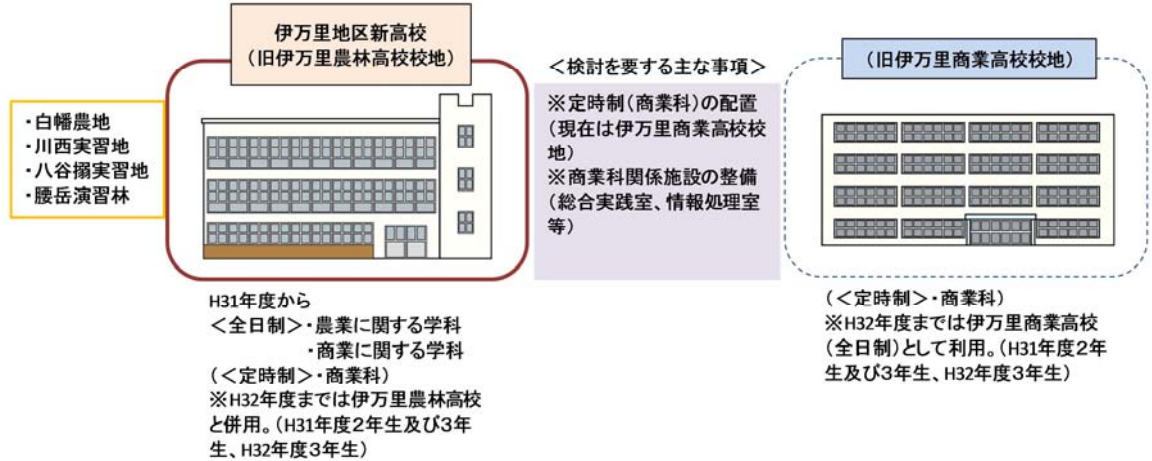 伊万里地区新高校
(旧伊万里農林高校校地)
・白幡農地
・川西実習地
・八谷搦実習地
・腰岳演習林
<検討を要する主な事項>
※定時制(商業科)の配置
(現在は伊万里商業高校校
地)
※商業科関係施設の整備
(総合実践室、情報処理室
等)
(旧伊万里商業高校校地)
H31年度から
<全日制>・農業に関する学科
・商業に関する学科
(<定時制>・商業科)
※H32年度までは伊万里農林高校
と併用。(H31年度2年生及び3年
生、H32年度3年生)
(<定時制>・商業科)
※H32年度までは伊万里商業高校
(全日制)として利用。(H31年度2年
生及び3年生、H32年度3年生)